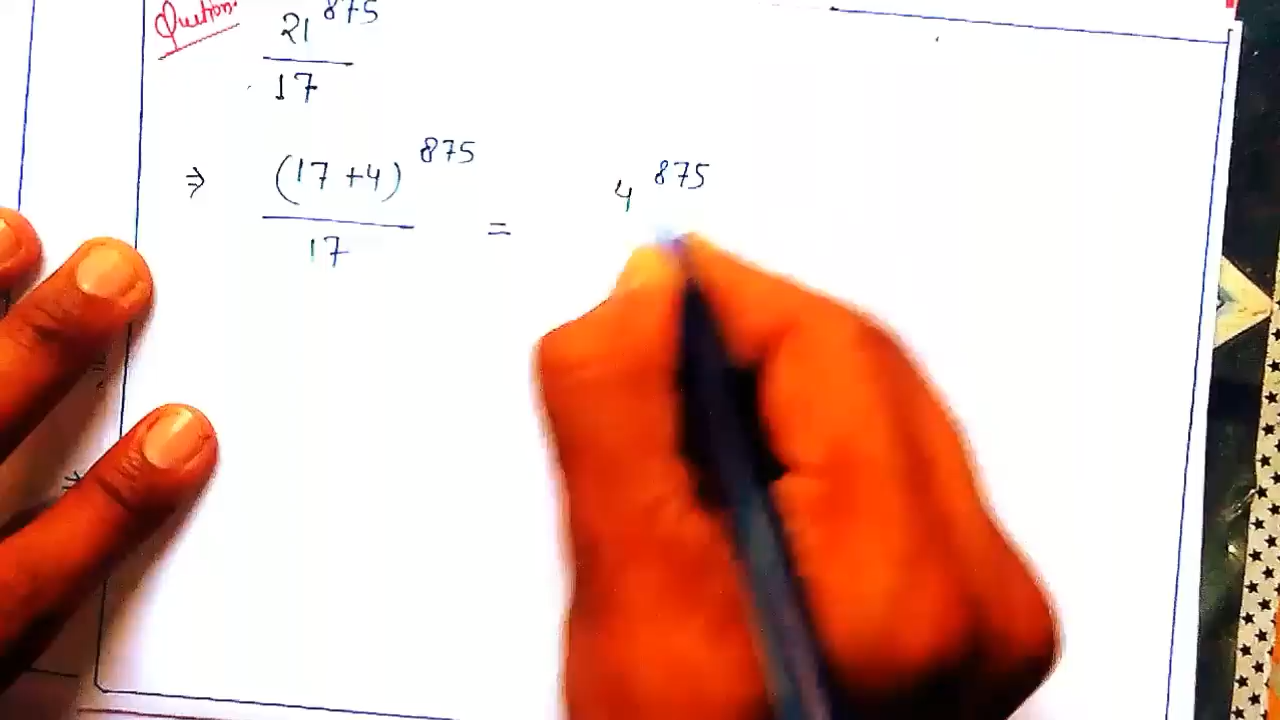 Question.
21^875
17
⇒ (17+4)^875 = 4^875
17